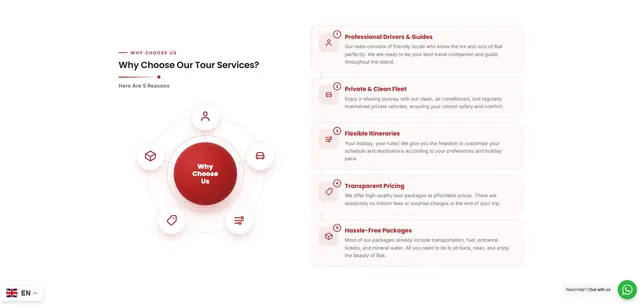 WHY CHOOSE US
Why Choose Our Tour Services?
Here Are 5 Reasons
Why
Choose
Us
1
Professional Drivers & Guides
Our team consists of friendly locals who know the ins and outs of Bali
perfectly. We are ready to be your best travel companion and guide
throughout the island.
2
Private & Clean Fleet
Enjoy a relaxing journey with our clean, air-conditioned, and regularly
maintained private vehicles, ensuring your utmost safety and comfort.
3
Flexible Itineraries
Your holiday, your rules! We give you the freedom to customize your
schedule and destinations according to your preferences and holiday
pace.
4
Transparent Pricing
We offer high-quality tour packages at affordable prices. There are
absolutely no hidden fees or surprise charges at the end of your trip.
5
Hassle-Free Packages
Most of our packages already include transportation, fuel, entrance
tickets, and mineral water. All you need to do is sit back, relax, and enjoy
the beauty of Bali.
EN
Need Help? Chat with us